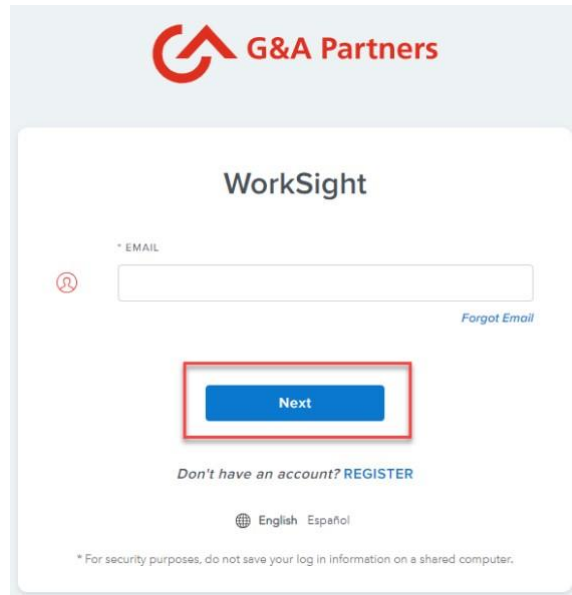 G&A Partners
WorkSight
* EMAIL
Forgot Email
Next
Don't have an account? REGISTER
English Español
* For security purposes, do not save your log in information on a shared computer.